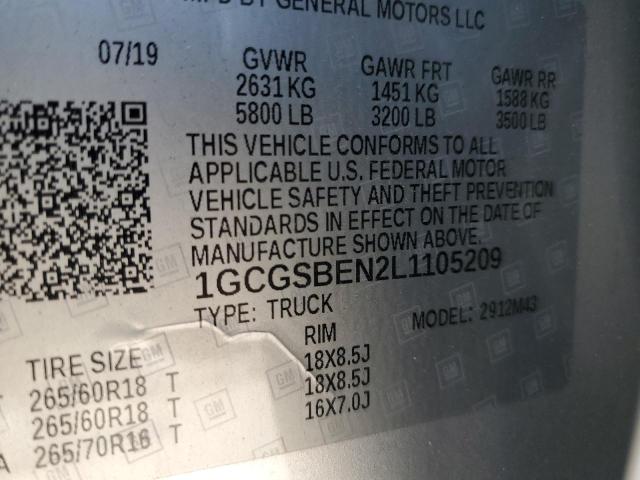 MFD BY GENERAL MOTORS LLC
07/19 GVWR GAWR FRT GAWR RR
2631 KG 1451 KG 1588 KG
5800 LB 3200 LB 3500 LB
THIS VEHICLE CONFORMS TO ALL
APPLICABLE U.S. FEDERAL MOTOR
VEHICLE SAFETY AND THEFT PREVENTION
STANDARDS IN EFFECT ON THE DATE OF
MANUFACTURE SHOWN ABOVE.
1GCGSBEN2L1105209
TYPE: TRUCK MODEL: 2912M43
TIRE SIZE RIM
265/60R18 T 18X8.5J
265/60R18 T 18X8.5J
265/70R16 T 16X7.0J